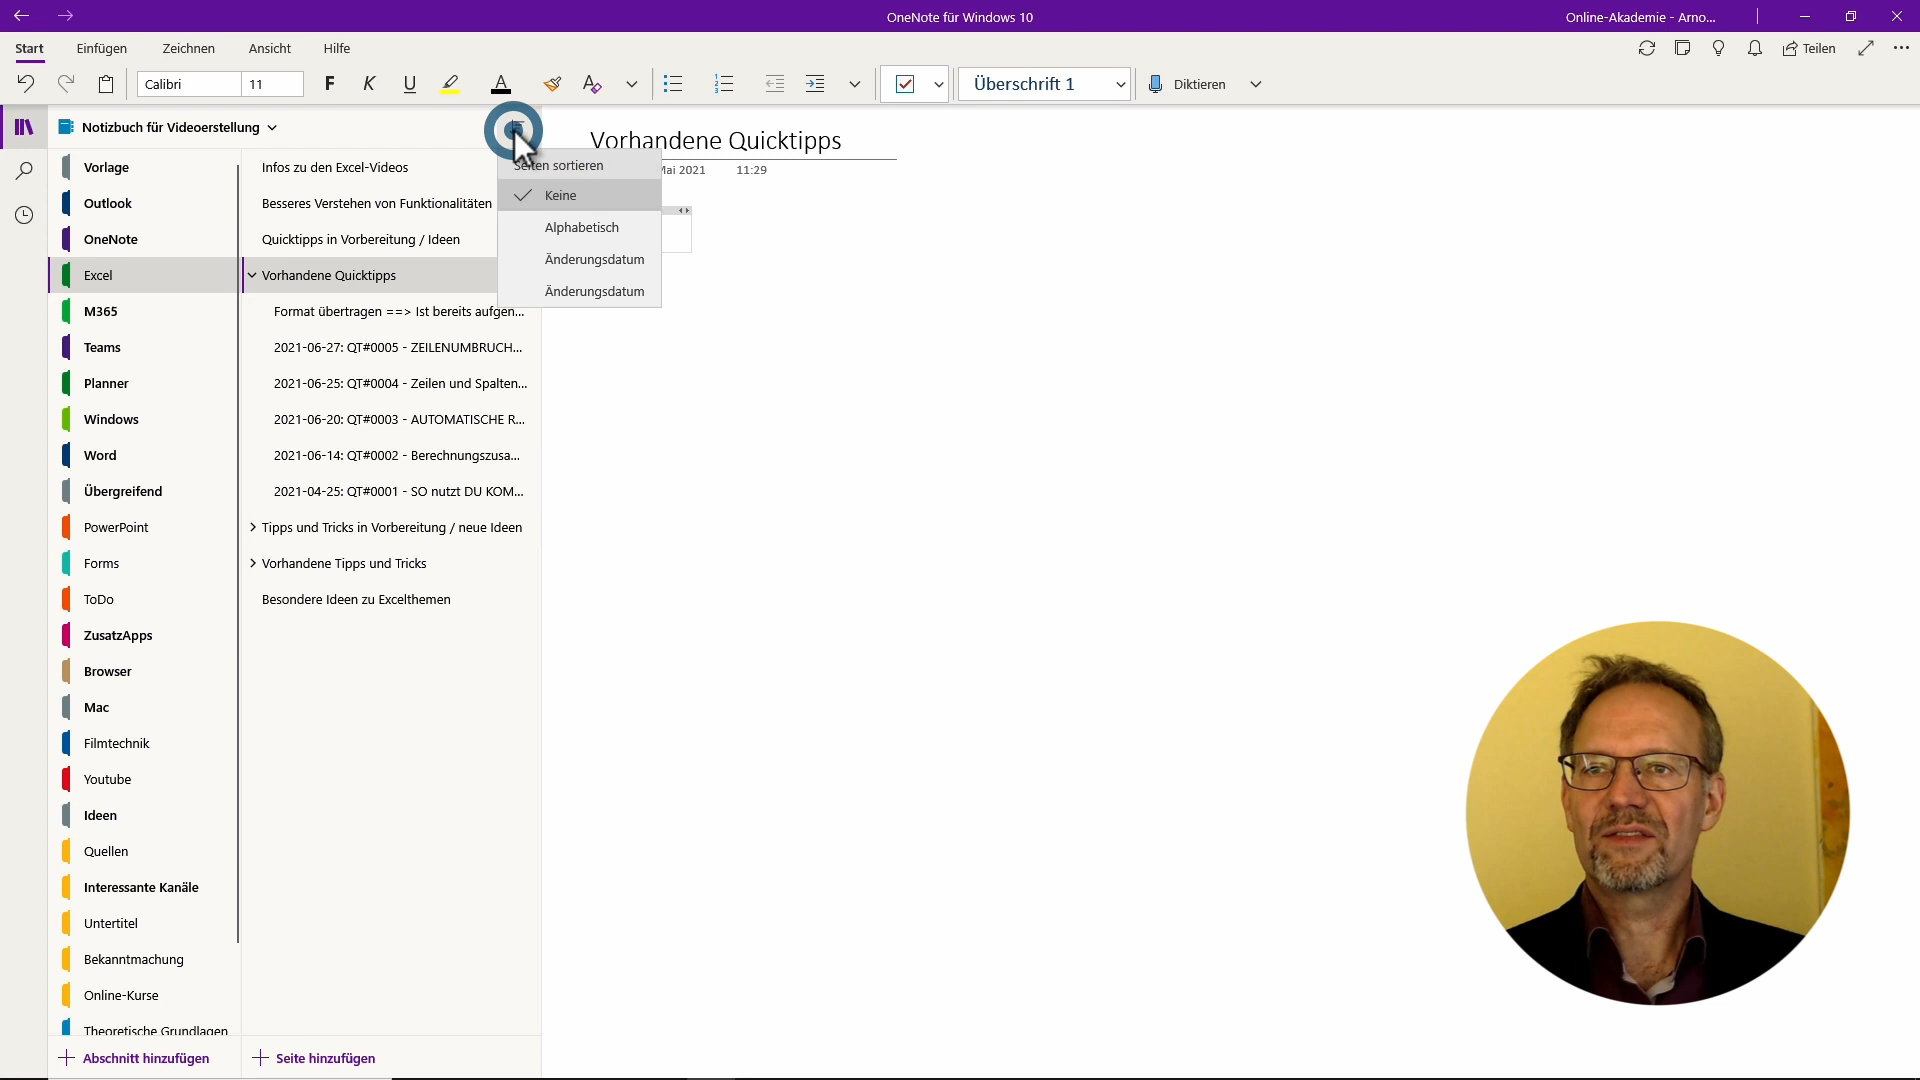 OneNote für Windows 10
Online-Akademie - Arno...
Start Einfügen Zeichnen Ansicht Hilfe
Teilen
Calibri 11 F K U A A Überschrift 1 Diktieren
Notizbuch für Videoerstellung
Vorlage
Outlook
OneNote
Excel
M365
Teams
Planner
Windows
Word
Übergreifend
PowerPoint
Forms
ToDo
ZusatzApps
Browser
Mac
Filmtechnik
Youtube
Ideen
Quellen
Interessante Kanäle
Untertitel
Bekanntmachung
Online-Kurse
Theoretische Grundlagen
Abschnitt hinzufügen
Infos zu den Excel-Videos
Besseres Verstehen von Funktionalitäten
Quicktipps in Vorbereitung / Ideen
Vorhandene Quicktipps
Format übertragen ==> Ist bereits aufgen...
2021-06-27: QT#0005 - ZEILENUMBRUCH...
2021-06-25: QT#0004 - Zeilen und Spalten...
2021-06-20: QT#0003 - AUTOMATISCHE R...
2021-06-14: QT#0002 - Berechnungszusa...
2021-04-25: QT#0001 - SO nutzt DU KOM...
Tipps und Tricks in Vorbereitung / neue Ideen
Vorhandene Tipps und Tricks
Besondere Ideen zu Excelthemen
Seite hinzufügen
Seiten sortieren
Keine
Alphabetisch
Änderungsdatum
Änderungsdatum
Vorhandene Quicktipps
Mai 2021 11:29